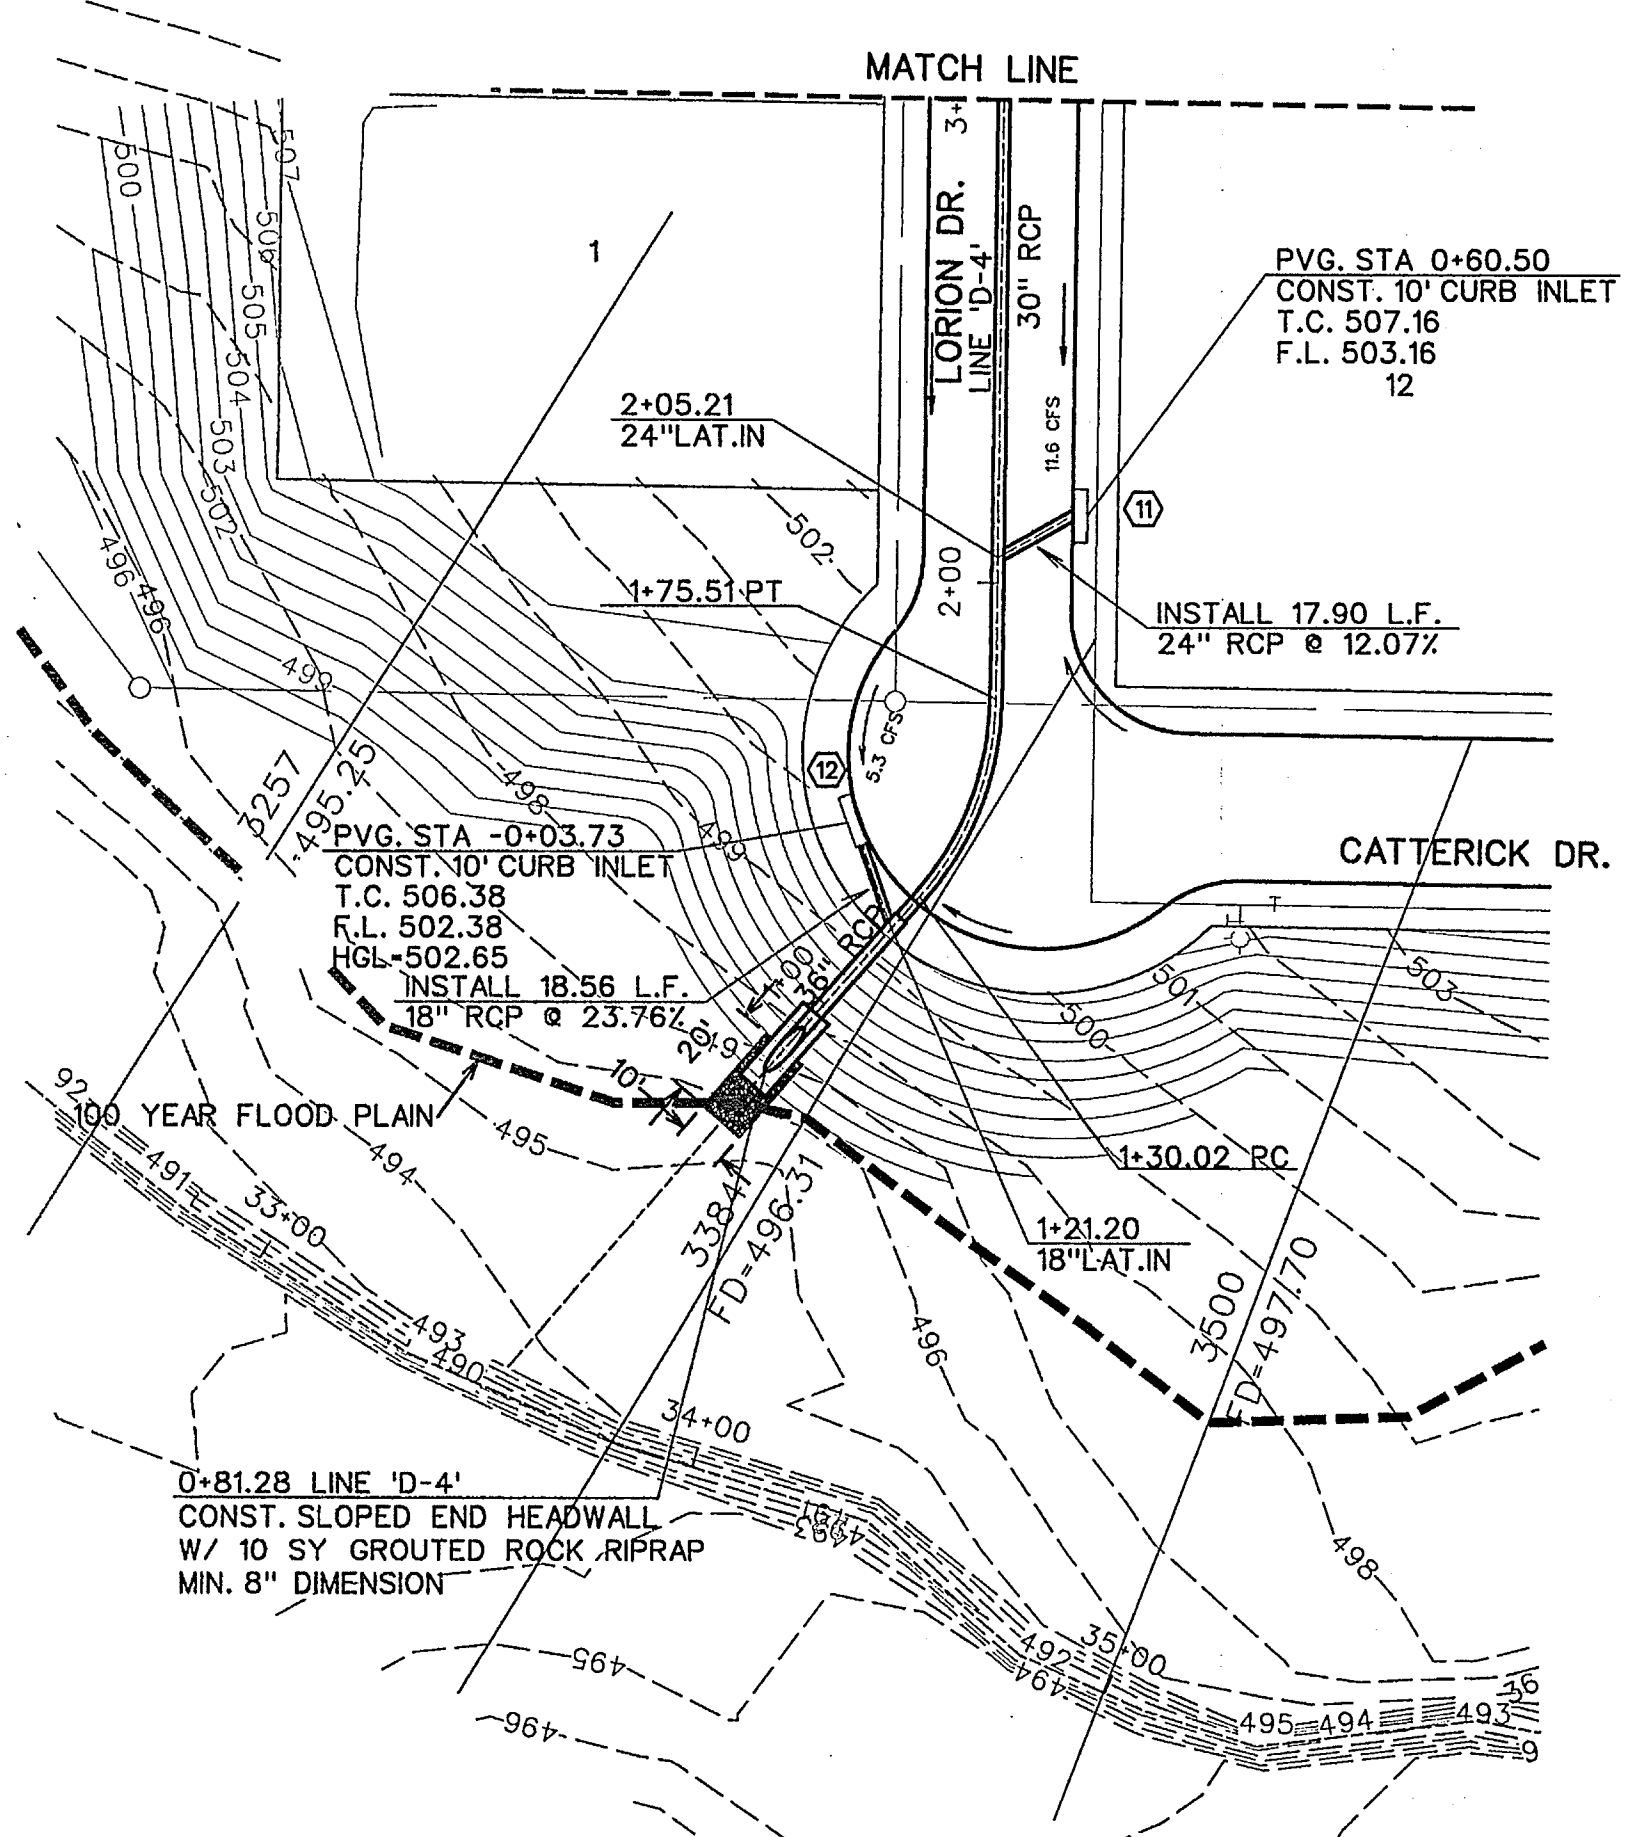 MATCH LINE
3+
LORION DR.
LINE 'D-4'
30" RCP
11.6 CFS
1
PVG. STA 0+60.50
CONST. 10' CURB INLET
T.C. 507.16
F.L. 503.16
12
11
2+05.21
24"LAT.IN
2+00
1+75.51 PT
INSTALL 17.90 L.F.
24" RCP @ 12.07%
500
507
506
505
504
503
502
502
496
496
499
498
499
12
5.3 CFS
3257
495.25
CATTERICK DR.
PVG. STA -0+03.73
CONST. 10' CURB INLET
T.C. 506.38
F.L. 502.38
HGL=502.65
INSTALL 18.56 L.F.
18" RCP @ 23.76%
1+00
36" RCP
20'
10'
T
503
501
500
100 YEAR FLOOD PLAIN
92
491
33+00
494
495
1+30.02 RC
1+21.20
18"LAT.IN
FD=496.31
3500
FD=497.70
493
490
34+00
496
0+81.28 LINE 'D-4'
CONST. SLOPED END HEADWALL
W/ 10 SY GROUTED ROCK RIPRAP
MIN. 8" DIMENSION
493
498
495
496
492
494
35+00
495
494
493
36
9